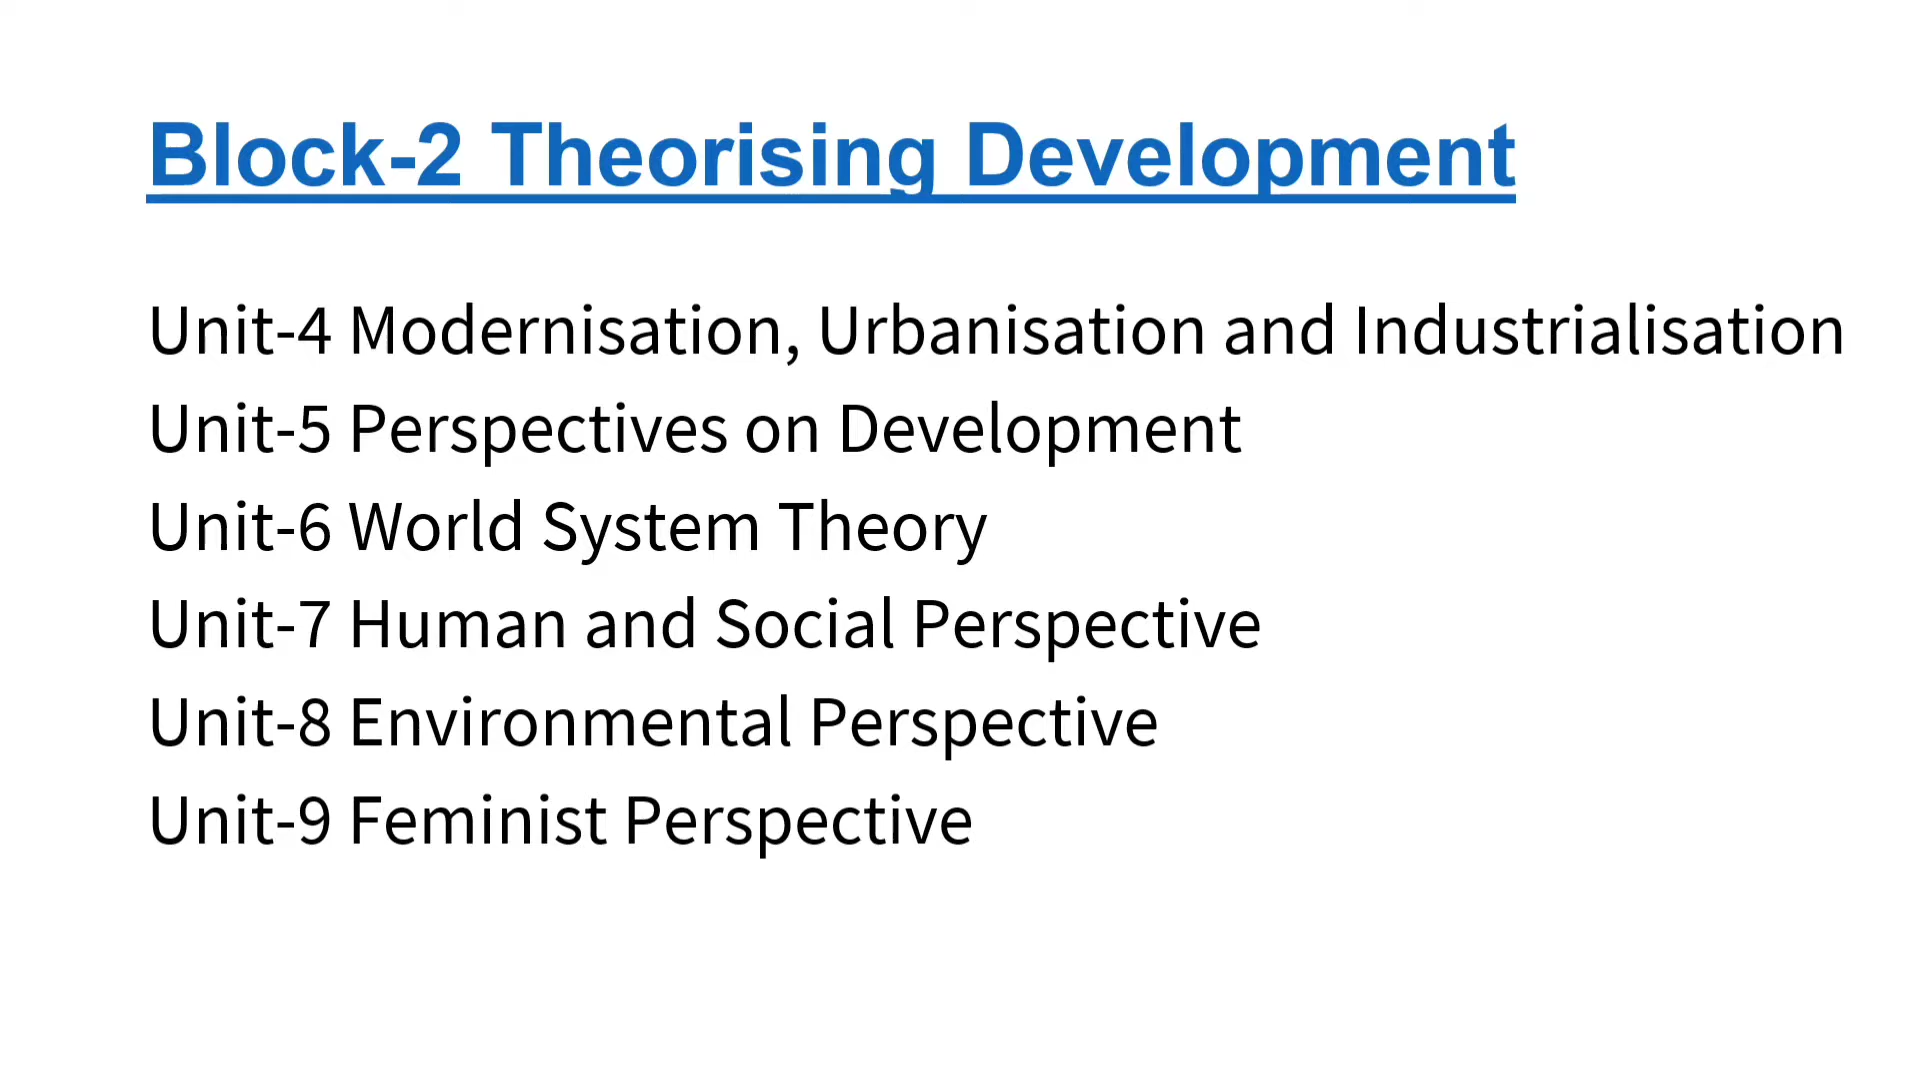 Block-2 Theorising Development
Unit-4 Modernisation, Urbanisation and Industrialisation
Unit-5 Perspectives on Development
Unit-6 World System Theory
Unit-7 Human and Social Perspective
Unit-8 Environmental Perspective
Unit-9 Feminist Perspective